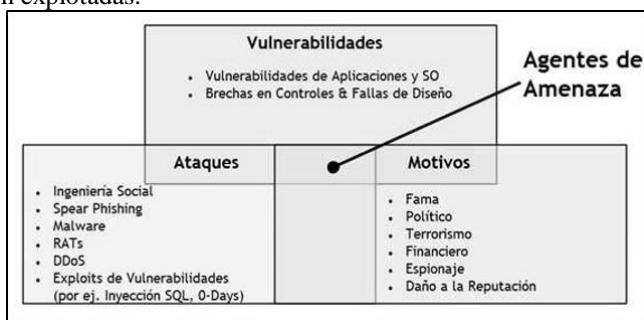 n explotadas.
Vulnerabilidades
• Vulnerabilidades de Aplicaciones y SO
• Brechas en Controles & Fallas de Diseño
Agentes de
Amenaza
Ataques
• Ingeniería Social
• Spear Phishing
• Malware
• RATs
• DDoS
• Exploits de Vulnerabilidades
(por ej. Inyección SQL, 0-Days)
Motivos
• Fama
• Político
• Terrorismo
• Financiero
• Espionaje
• Daño a la Reputación